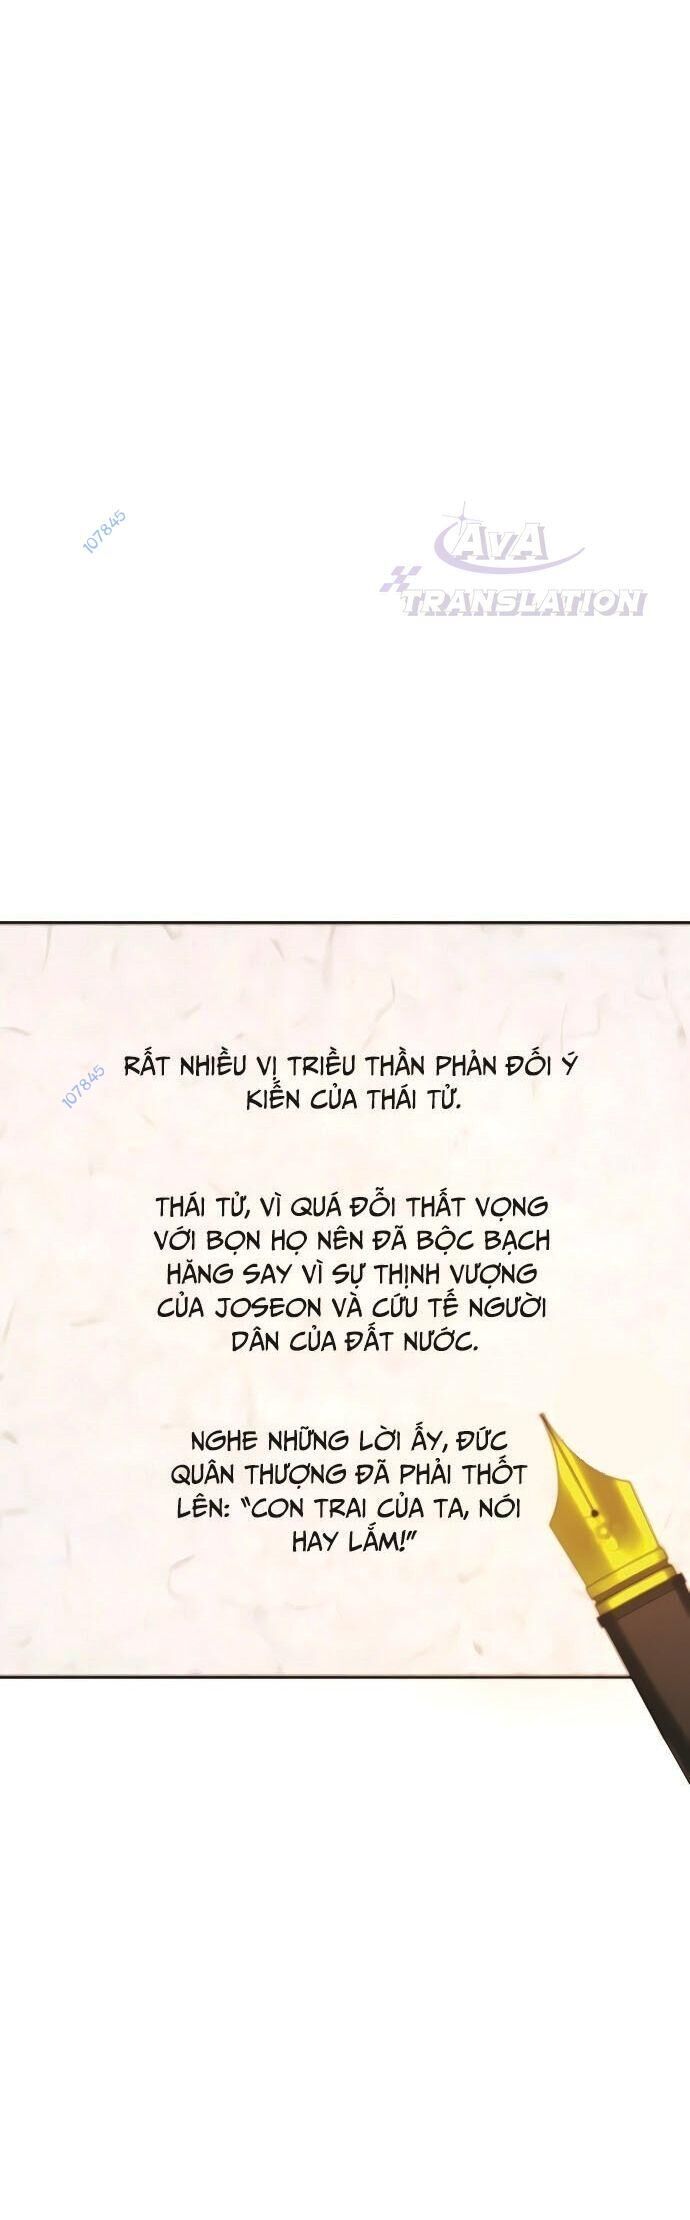 107845
AVA
TRANSLATION
RẤT NHIỀU VỊ TRIỀU THẦN PHẢN ĐỐI Ý
KIẾN CỦA THÁI TỬ.
107845
THÁI TỬ, VÌ QUÁ ĐỖI THẤT VỌNG
VỚI BỌN HỌ NÊN ĐÃ BỘC BẠCH
HĂNG SAY VÌ SỰ THỊNH VƯỢNG
CỦA JOSEON VÀ CỨU TẾ NGƯỜI
DÂN CỦA ĐẤT NƯỚC.
NGHE NHỮNG LỜI ẤY, ĐỨC
QUÂN THƯỢNG ĐÃ PHẢI THỐT
LÊN: “CON TRAI CỦA TA, NÓI
HAY LẮM!”